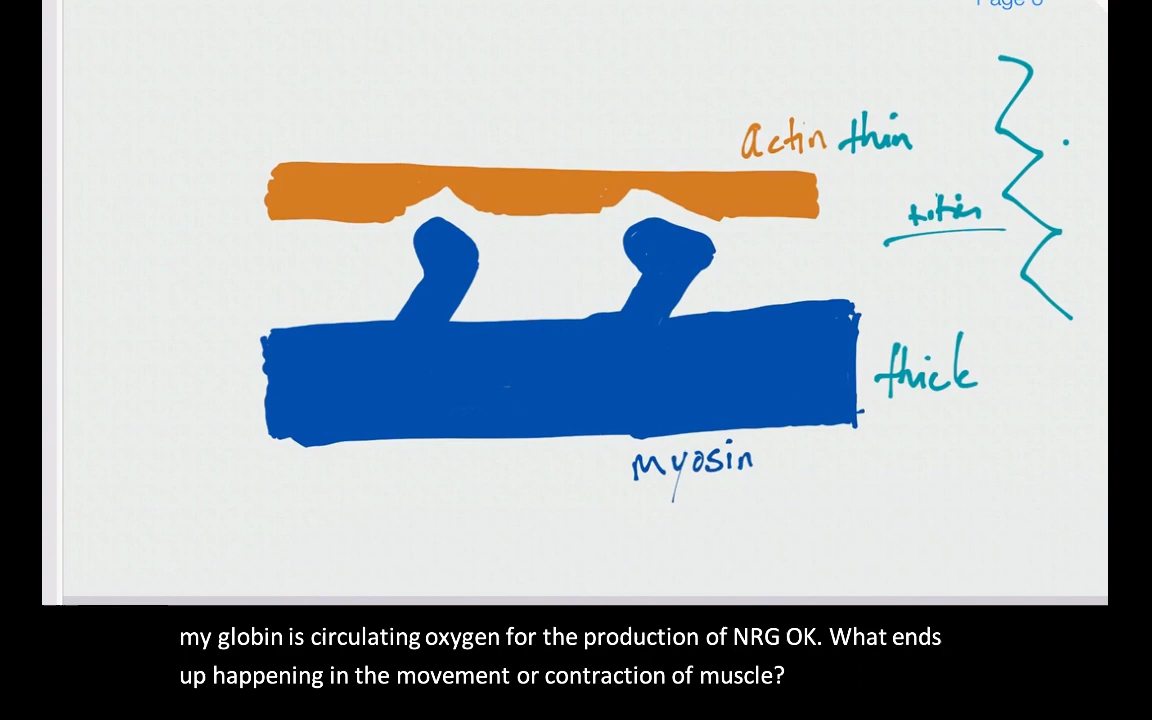 actin thin
titin
thick
myosin
my globin is circulating oxygen for the production of NRG OK. What ends
up happening in the movement or contraction of muscle?